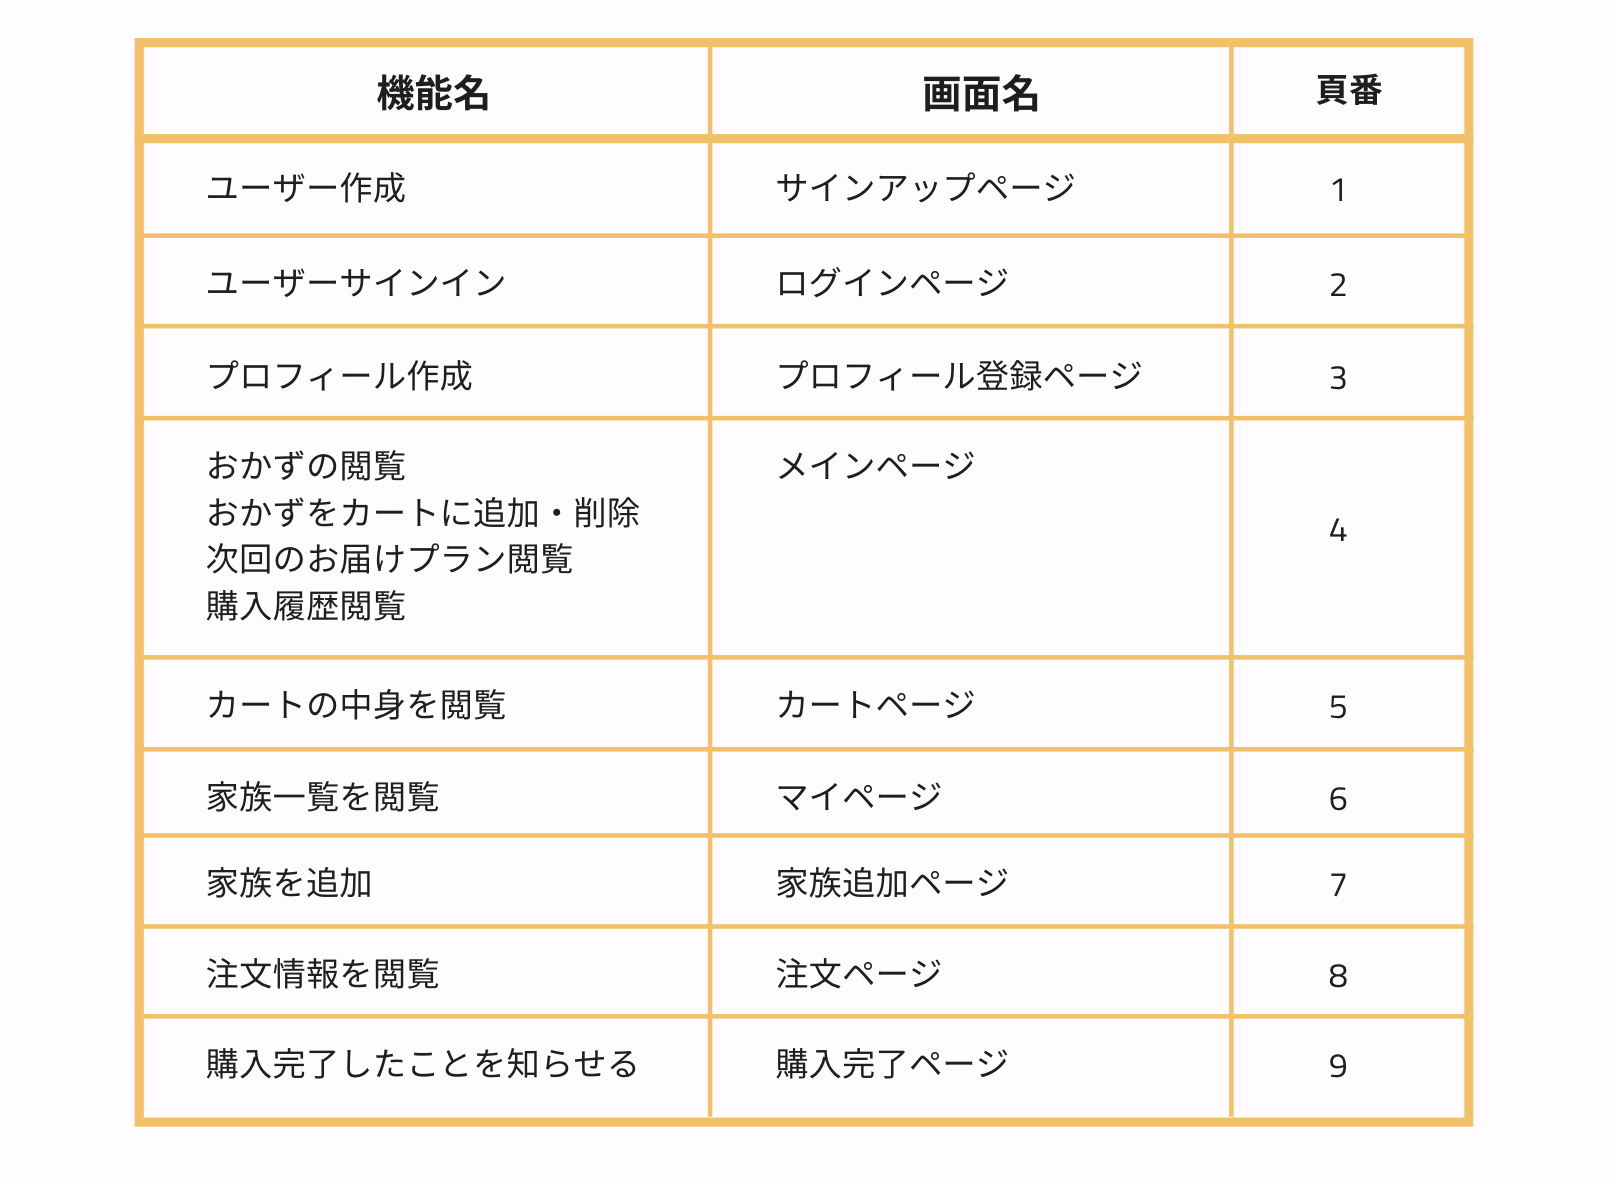 機能名 画面名 頁番
ユーザー作成 サインアップページ 1
ユーザーサインイン ログインページ 2
プロフィール作成 プロフィール登録ページ 3
おかずの閲覧 メインページ
おかずをカートに追加・削除 4
次回のお届けプラン閲覧
購入履歴閲覧
カートの中身を閲覧 カートページ 5
家族一覧を閲覧 マイページ 6
家族を追加 家族追加ページ 7
注文情報を閲覧 注文ページ 8
購入完了したことを知らせる 購入完了ページ 9